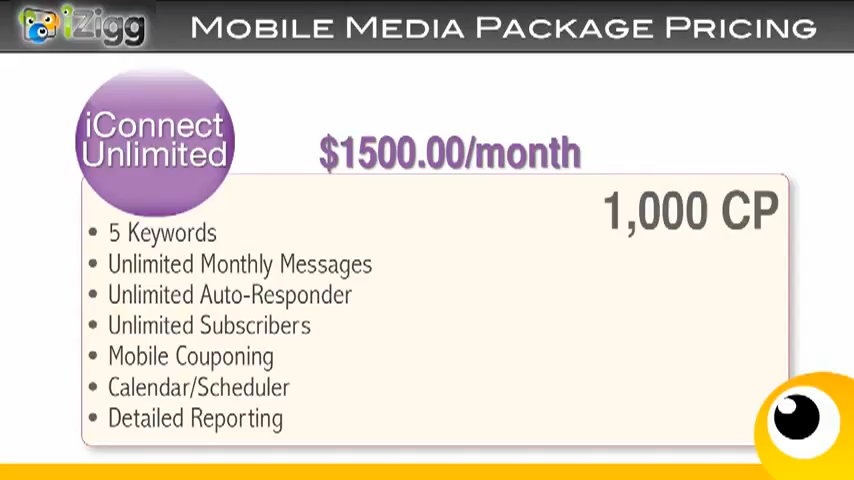 iZigg
MOBILE MEDIA PACKAGE PRICING
iConnect
Unlimited
$1500.00/month
1,000 CP
• 5 Keywords
• Unlimited Monthly Messages
• Unlimited Auto-Responder
• Unlimited Subscribers
• Mobile Couponing
• Calendar/Scheduler
• Detailed Reporting